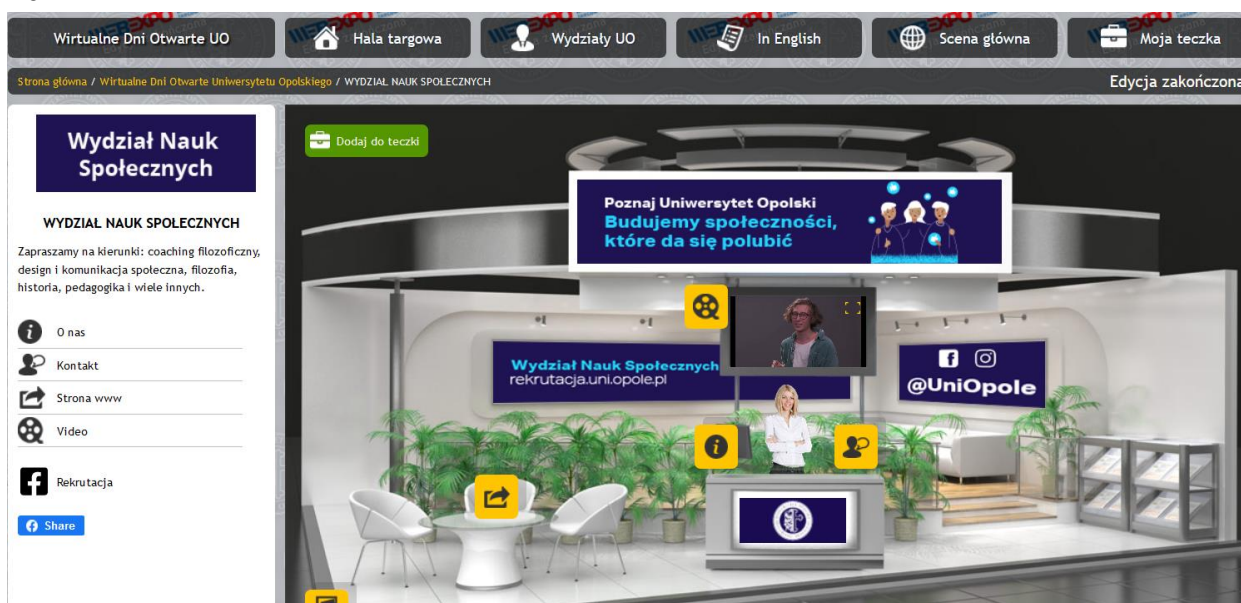 Wirtualne Dni Otwarte UO
Hala targowa
Wydziały UO
In English
Scena główna
Moja teczka
Strona główna / Wirtualne Dni Otwarte Uniwersytetu Opolskiego / WYDZIAŁ NAUK SPOŁECZNYCH
Edycja zakończona
Wydział Nauk
Społecznych
WYDZIAŁ NAUK SPOŁECZNYCH
Zapraszamy na kierunki: coaching filozoficzny,
design i komunikacja społeczna, filozofia,
historia, pedagogika i wiele innych.
O nas
Kontakt
Strona www
Video
Rekrutacja
Share
Dodaj do teczki
Poznaj Uniwersytet Opolski
Budujemy społeczności,
które da się polubić
Wydział Nauk Społecznych
rekrutacja.uni.opole.pl
@UniOpole